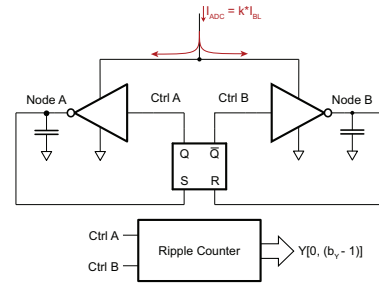 I_ADC = k*I_BL
Node A
Ctrl A
Ctrl B
Node B
Q
Q̅
S
R
Ctrl A
Ctrl B
Ripple Counter
Y[0, (b_Y - 1)]